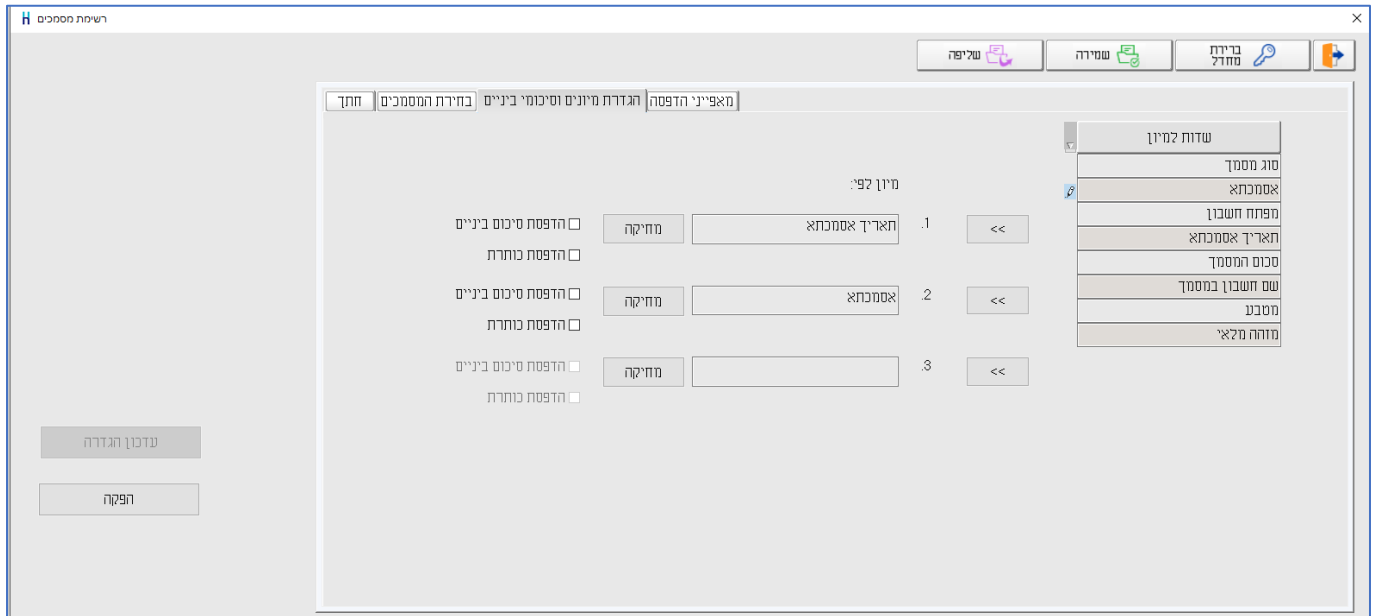 רשימת מסמכים
ברירת מחדל
שמירה
שליפה
מאפייני הדפסה
הגדרת מיונים וסיכומי ביניים
בחירת המסמכים
חתך
שדות למיון
סוג מסמך
אסמכתא
מפתח חשבון
תאריך אסמכתא
סכום המסמך
שם חשבון במסמך
מטבע
מזהה מלאי
מיון לפי:
<< 1. תאריך אסמכתא מחיקה הדפסת סיכום ביניים
הדפסת כותרת
<< 2. אסמכתא מחיקה הדפסת סיכום ביניים
הדפסת כותרת
<< 3. מחיקה הדפסת סיכום ביניים
הדפסת כותרת
עדכון הגדרה
הפקה